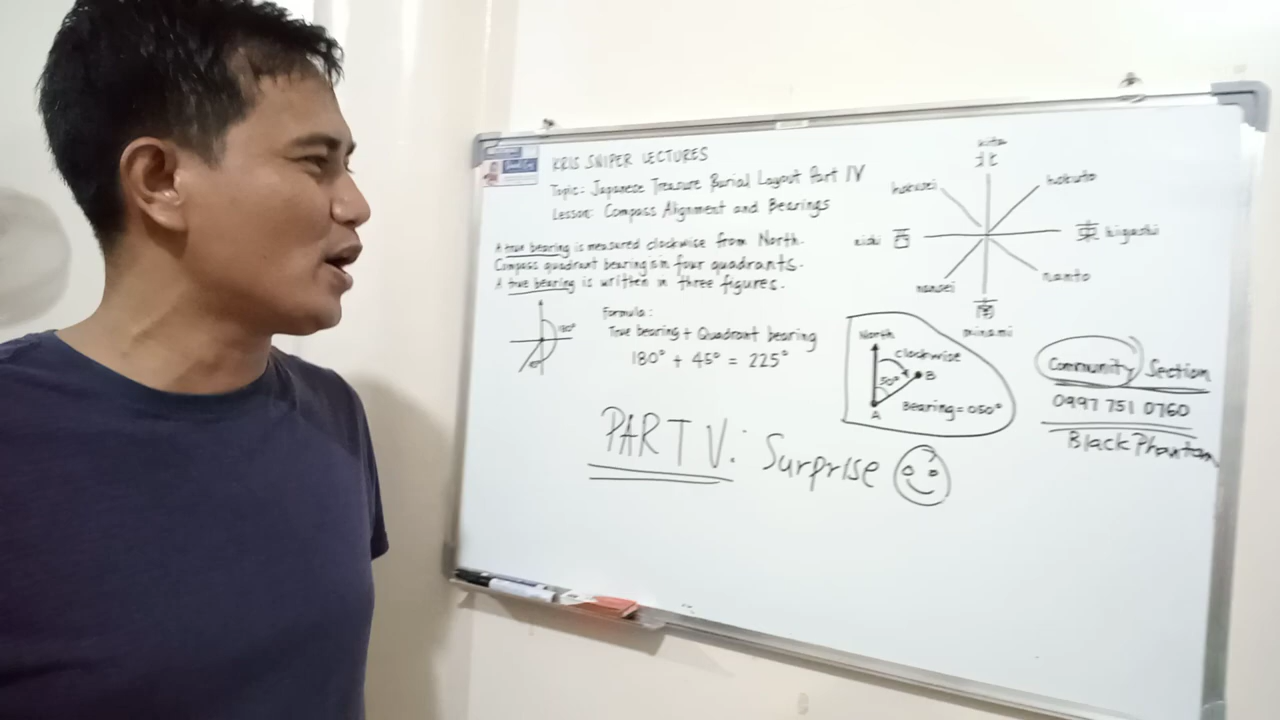 KRIS SNIPER LECTURES
Topic: Japanese Treasure Burial Layout Part IV
Lesson: Compass Alignment and Bearings
A true bearing is measured clockwise from North.
Compass quadrant bearing is in four quadrants.
A true bearing is written in three figures.
180°
Formula:
True bearing + Quadrant bearing
180° + 45° = 225°
PART V: Surprise
kita
北
hokusei
hokuto
nishi 西
東 higashi
nansei
nanto
南
minami
North
clockwise
50°
B
A
Bearing = 050°
Community Section
0997 751 0760
Black Phantom